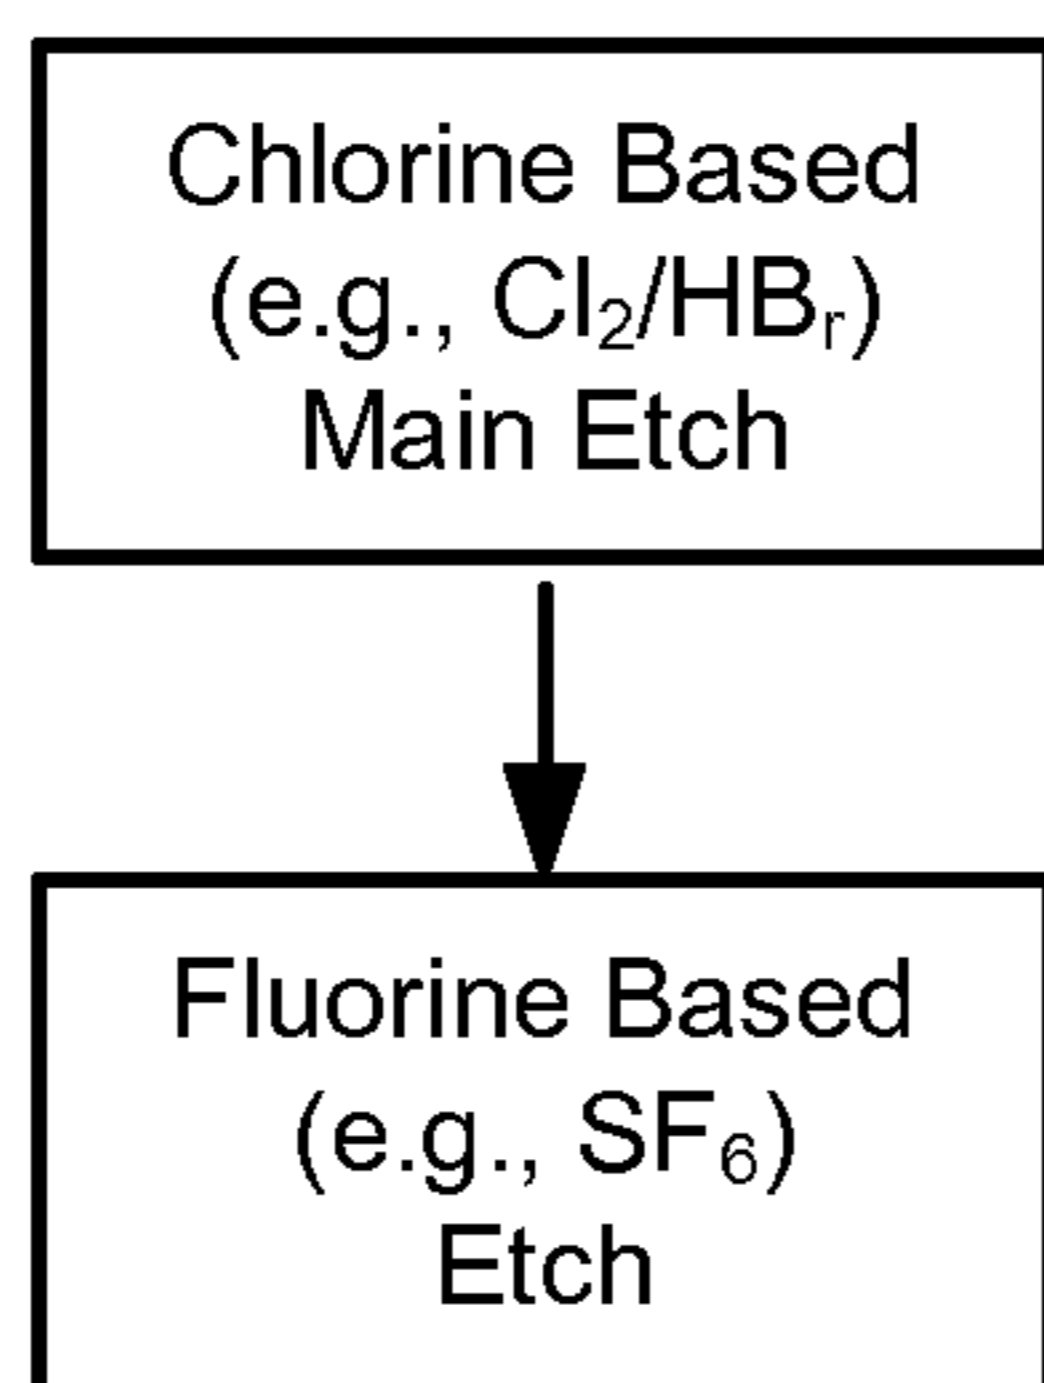 Chlorine Based
(e.g., Cl₂/HBᵣ)
Main Etch
Fluorine Based
(e.g., SF₆)
Etch